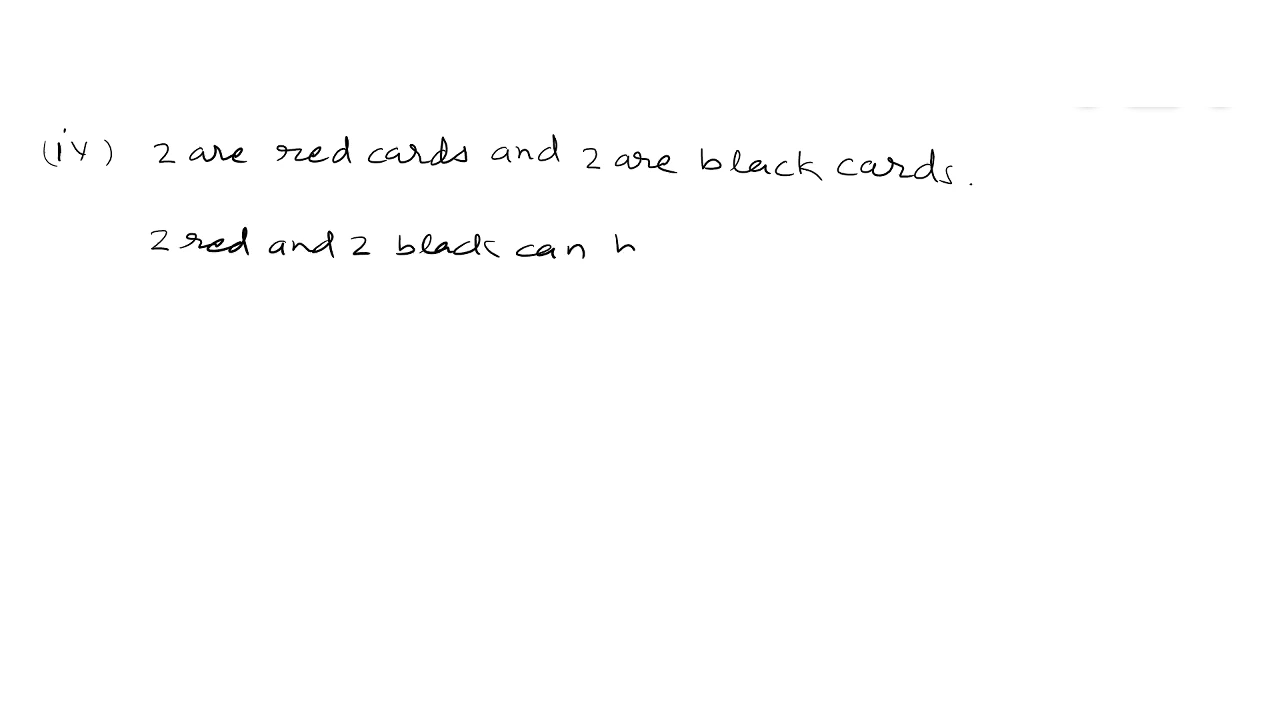 (iv) 2 are red cards and 2 are black cards.
2 red and 2 black can